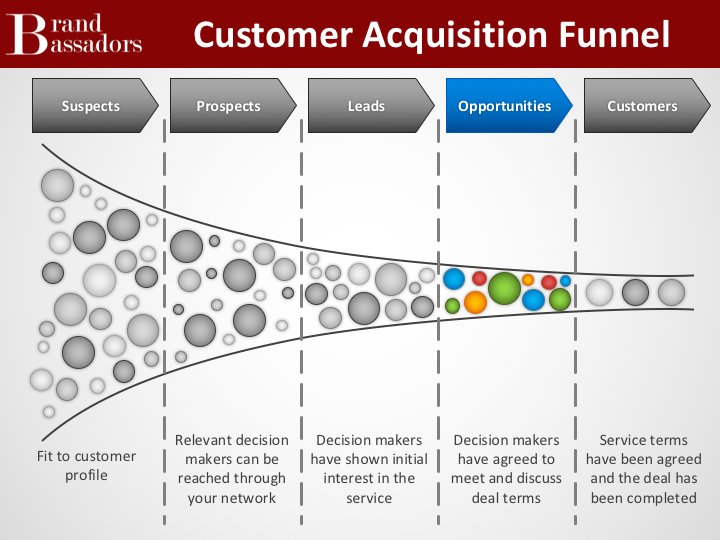 Brand
Bassadors
Customer Acquisition Funnel
Suspects
Prospects
Leads
Opportunities
Customers
Fit to customer
profile
Relevant decision
makers can be
reached through
your network
Decision makers
have shown initial
interest in the
service
Decision makers
have agreed to
meet and discuss
deal terms
Service terms
have been agreed
and the deal has
been completed